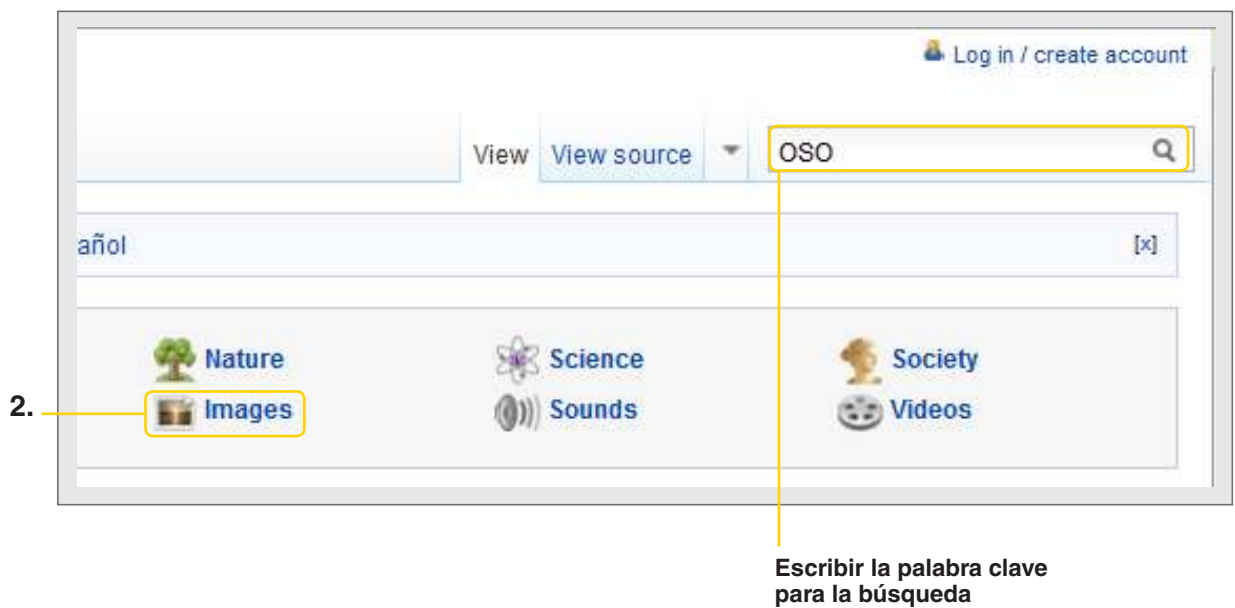 Log in / create account
View View source OSO
añol [x]
Nature Science Society
2. Images Sounds Videos
Escribir la palabra clave
para la búsqueda